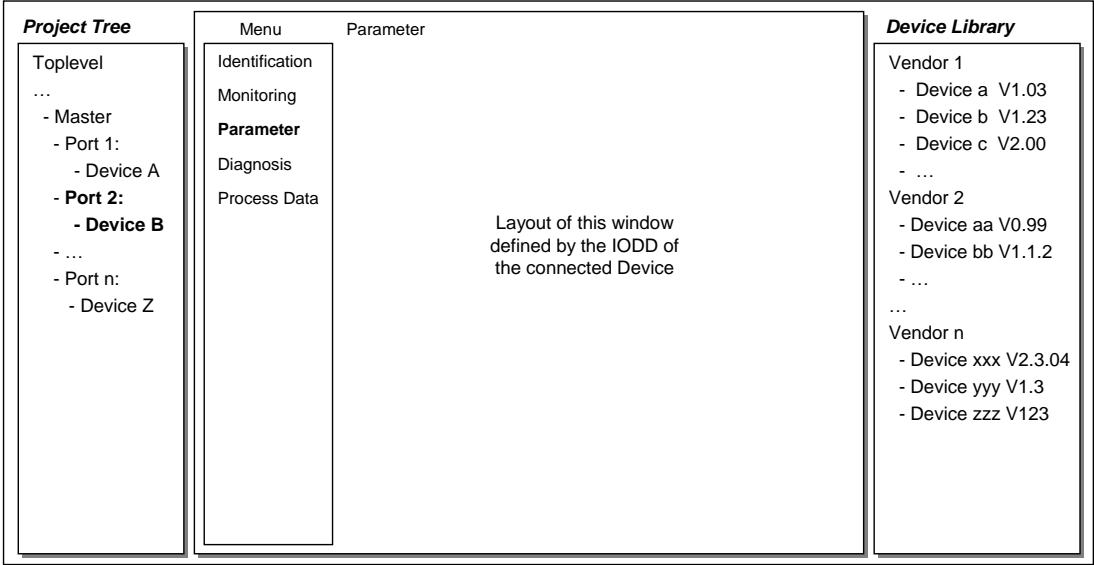 Project Tree
Toplevel
…
- Master
- Port 1:
- Device A
- Port 2:
- Device B
- …
- Port n:
- Device Z
Menu
Identification
Monitoring
Parameter
Diagnosis
Process Data
Parameter
Layout of this window
defined by the IODD of
the connected Device
Device Library
Vendor 1
- Device a V1.03
- Device b V1.23
- Device c V2.00
- …
Vendor 2
- Device aa V0.99
- Device bb V1.1.2
- …
…
Vendor n
- Device xxx V2.3.04
- Device yyy V1.3
- Device zzz V123